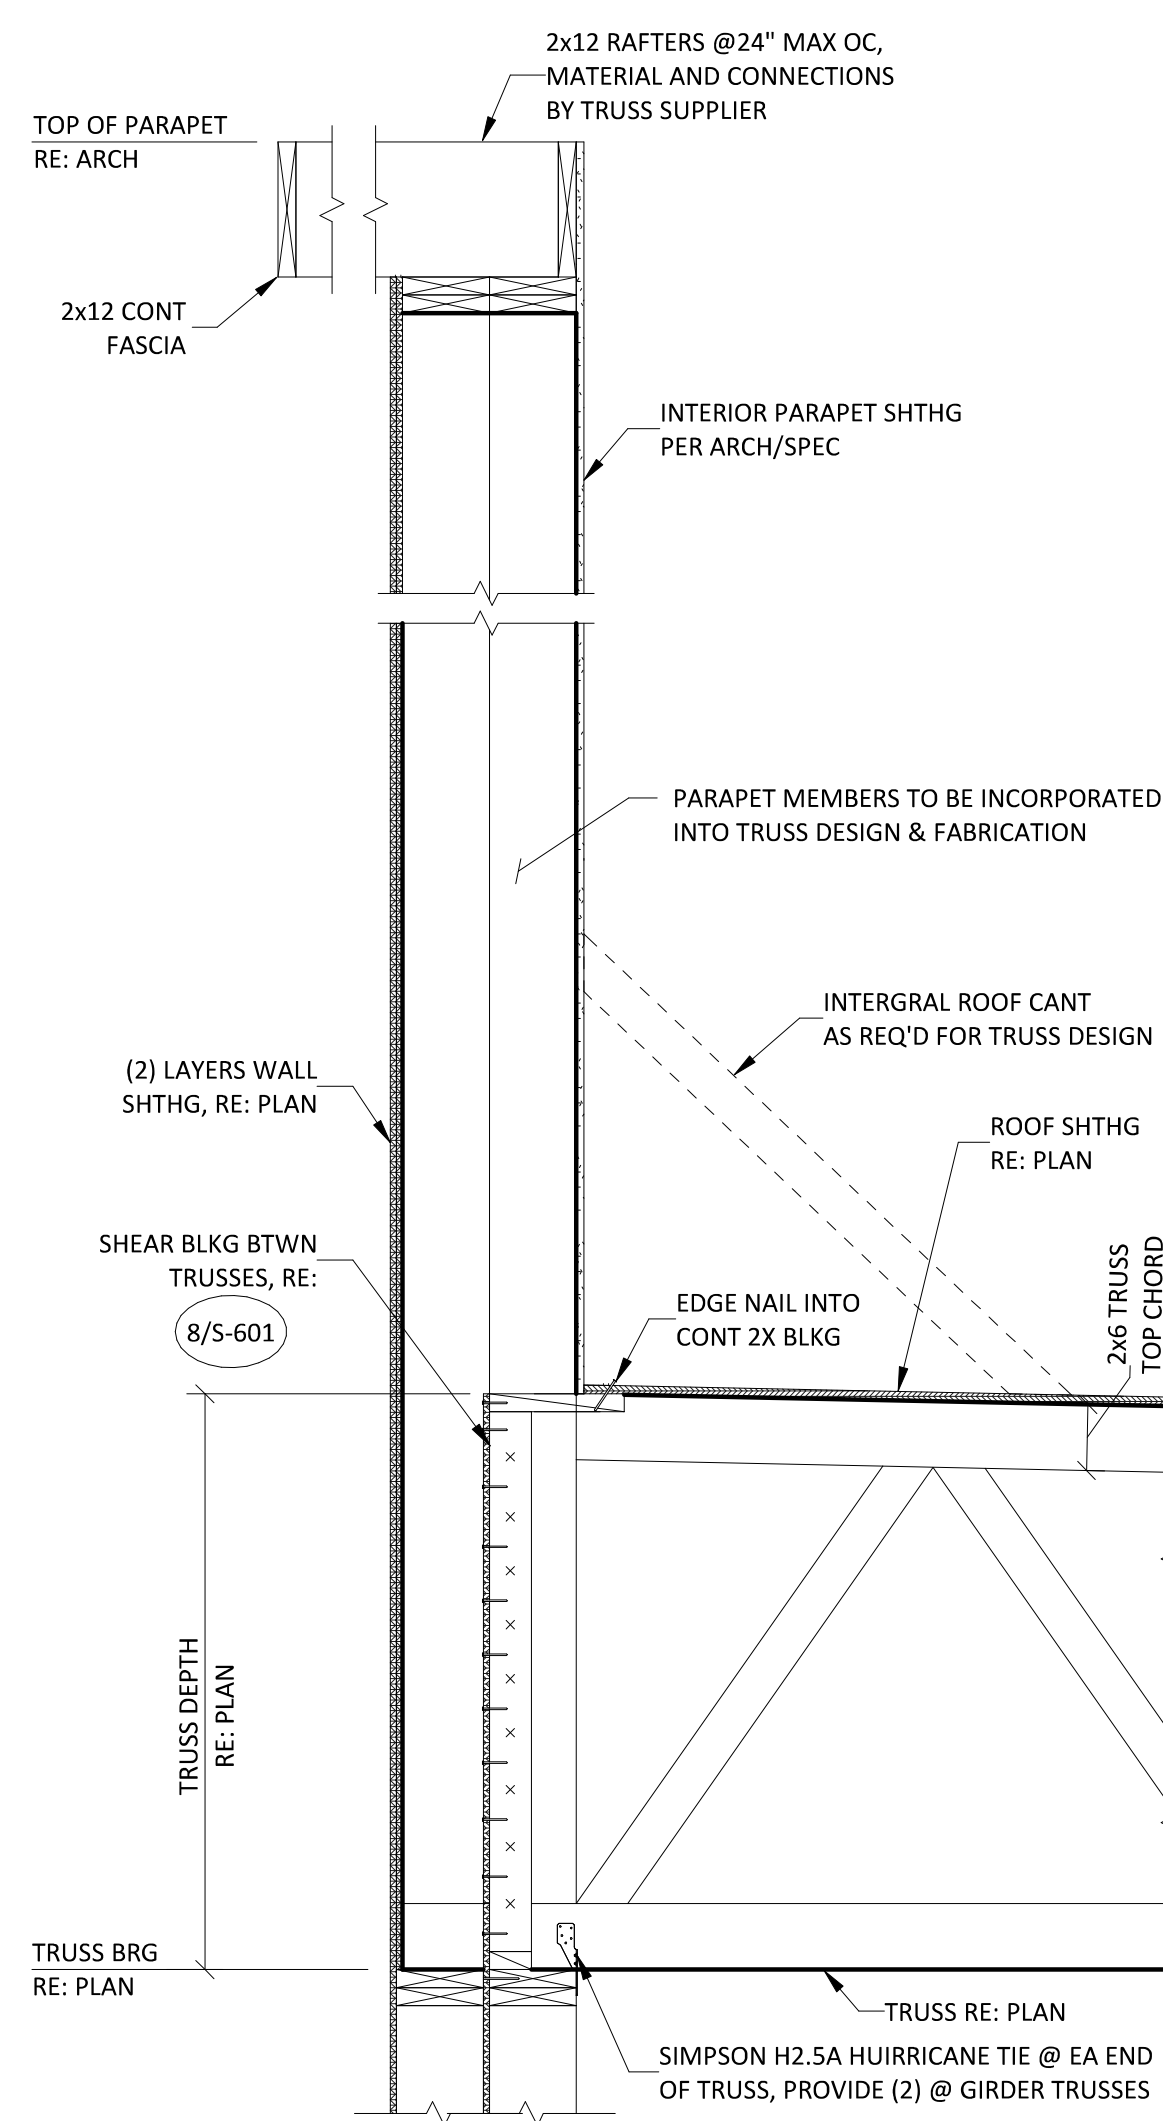 2x12 RAFTERS @24" MAX OC,
MATERIAL AND CONNECTIONS
BY TRUSS SUPPLIER
TOP OF PARAPET
RE: ARCH
2x12 CONT
FASCIA
INTERIOR PARAPET SHTHG
PER ARCH/SPEC
PARAPET MEMBERS TO BE INCORPORATED
INTO TRUSS DESIGN & FABRICATION
INTERGRAL ROOF CANT
AS REQ'D FOR TRUSS DESIGN
(2) LAYERS WALL
SHTHG, RE: PLAN
ROOF SHTHG
RE: PLAN
SHEAR BLKG BTWN
TRUSSES, RE:
8/S-601
EDGE NAIL INTO
CONT 2X BLKG
2x6 TRUSS
TOP CHORD
TRUSS DEPTH
RE: PLAN
TRUSS BRG
RE: PLAN
TRUSS RE: PLAN
SIMPSON H2.5A HUIRRICANE TIE @ EA END
OF TRUSS, PROVIDE (2) @ GIRDER TRUSSES